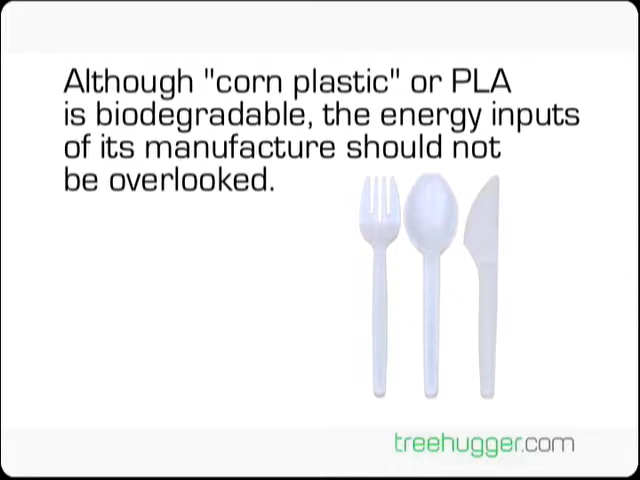 Although "corn plastic" or PLA
is biodegradable, the energy inputs
of its manufacture should not
be overlooked.
treehugger.com